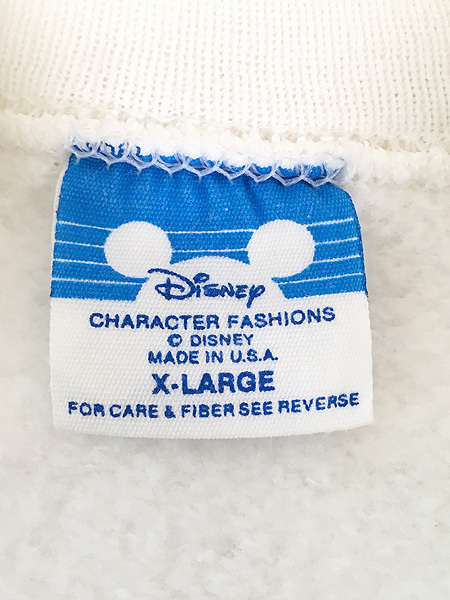 Disney
CHARACTER FASHIONS
© DISNEY
MADE IN U.S.A.
X-LARGE
FOR CARE & FIBER SEE REVERSE